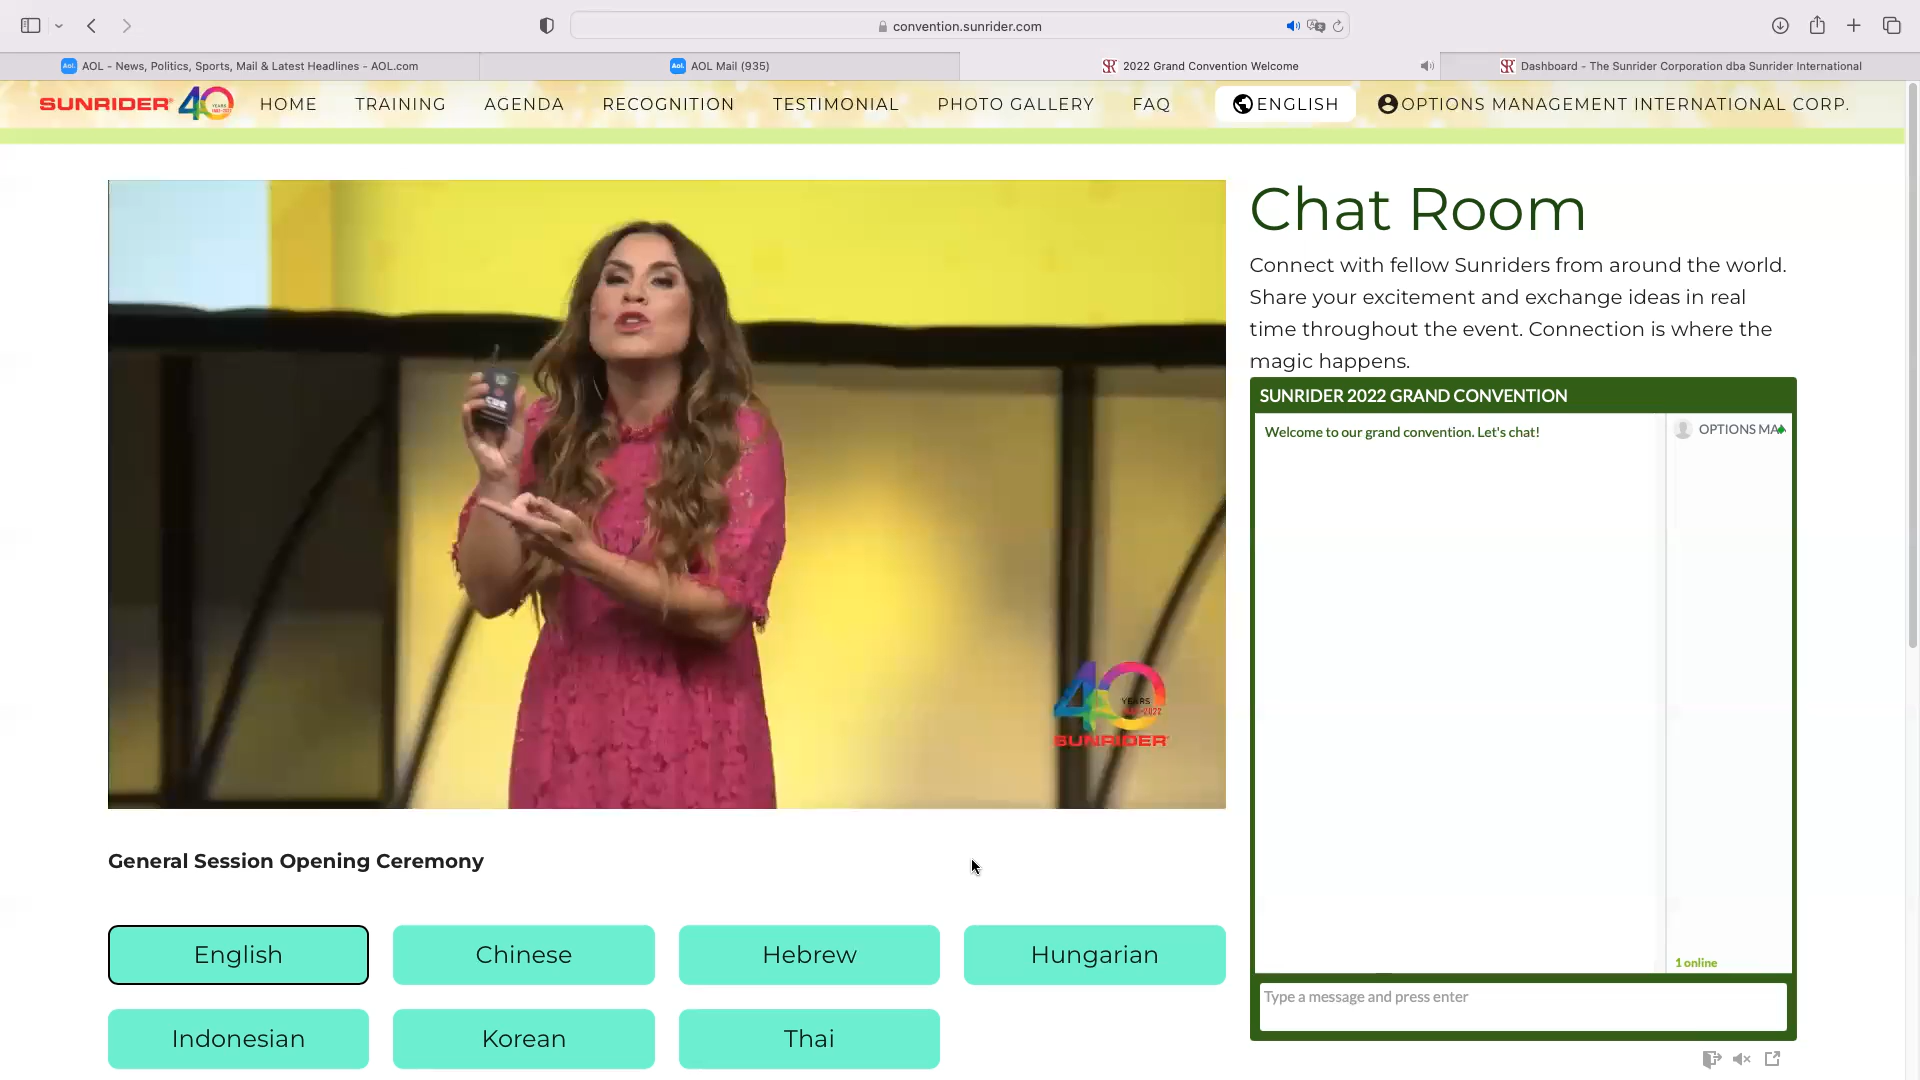 convention.sunrider.com
AOL - News, Politics, Sports, Mail & Latest Headlines - AOL.com
AOL Mail (935)
2022 Grand Convention Welcome
Dashboard - The Sunrider Corporation dba Sunrider International
SUNRIDER 40 YEARS
HOME
TRAINING
AGENDA
RECOGNITION
TESTIMONIAL
PHOTO GALLERY
FAQ
ENGLISH
OPTIONS MANAGEMENT INTERNATIONAL CORP.
Chat Room
Connect with fellow Sunriders from around the world.
Share your excitement and exchange ideas in real
time throughout the event. Connection is where the
magic happens.
SUNRIDER 2022 GRAND CONVENTION
Welcome to our grand convention. Let's chat!
OPTIONS MA
1 online
Type a message and press enter
40
YEARS
SUNRIDER
General Session Opening Ceremony
English
Chinese
Hebrew
Hungarian
Indonesian
Korean
Thai